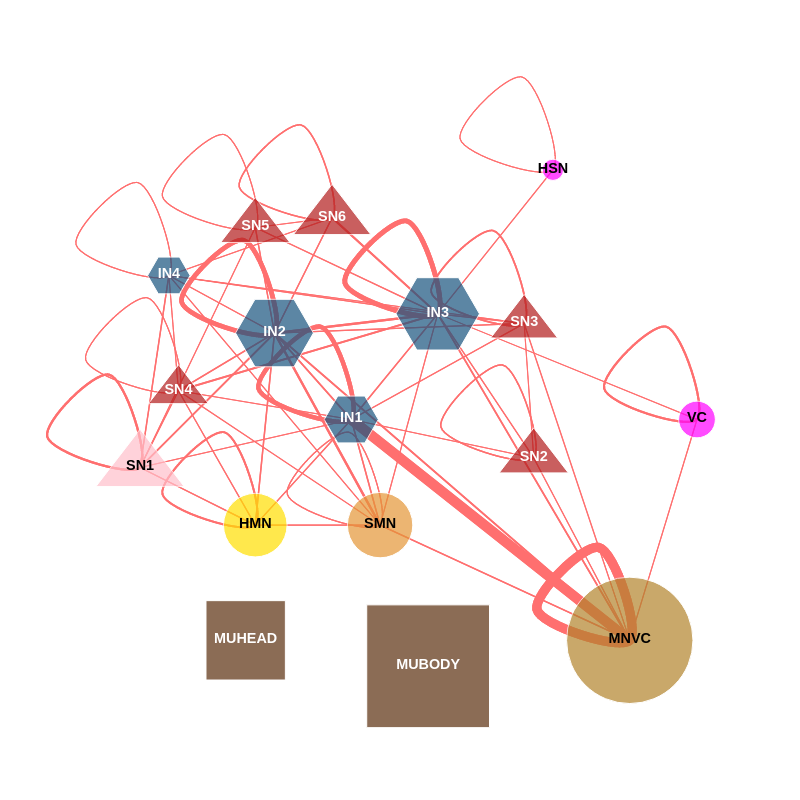 HSN
SN6
SN5
IN4
IN3
SN3
IN2
SN4
IN1
VC
SN2
SN1
HMN
SMN
MUHEAD
MNVC
MUBODY